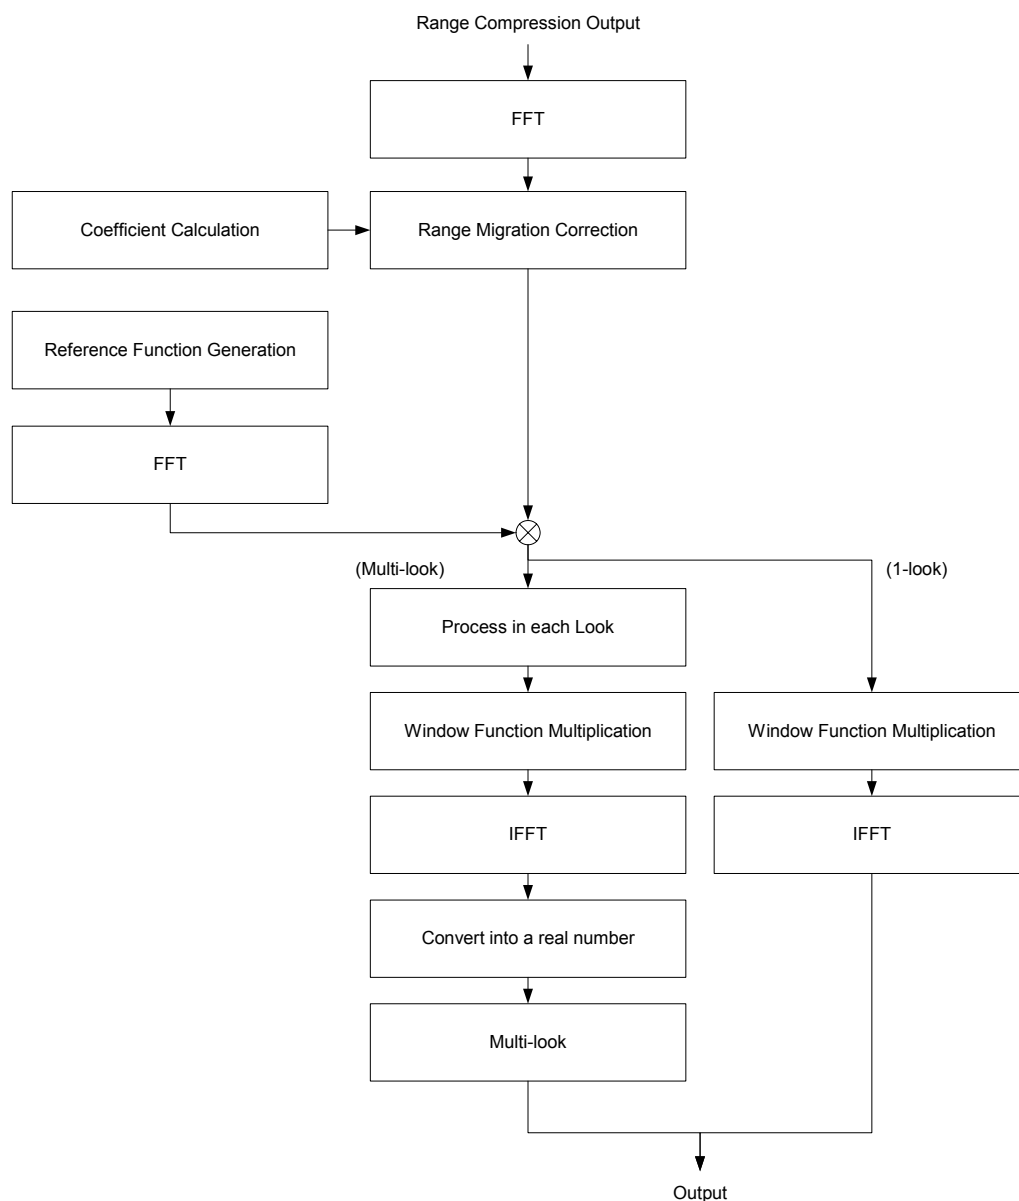 Range Compression Output
FFT
Coefficient Calculation
Range Migration Correction
Reference Function Generation
FFT
(Multi-look)
(1-look)
Process in each Look
Window Function Multiplication
Window Function Multiplication
IFFT
IFFT
Convert into a real number
Multi-look
Output